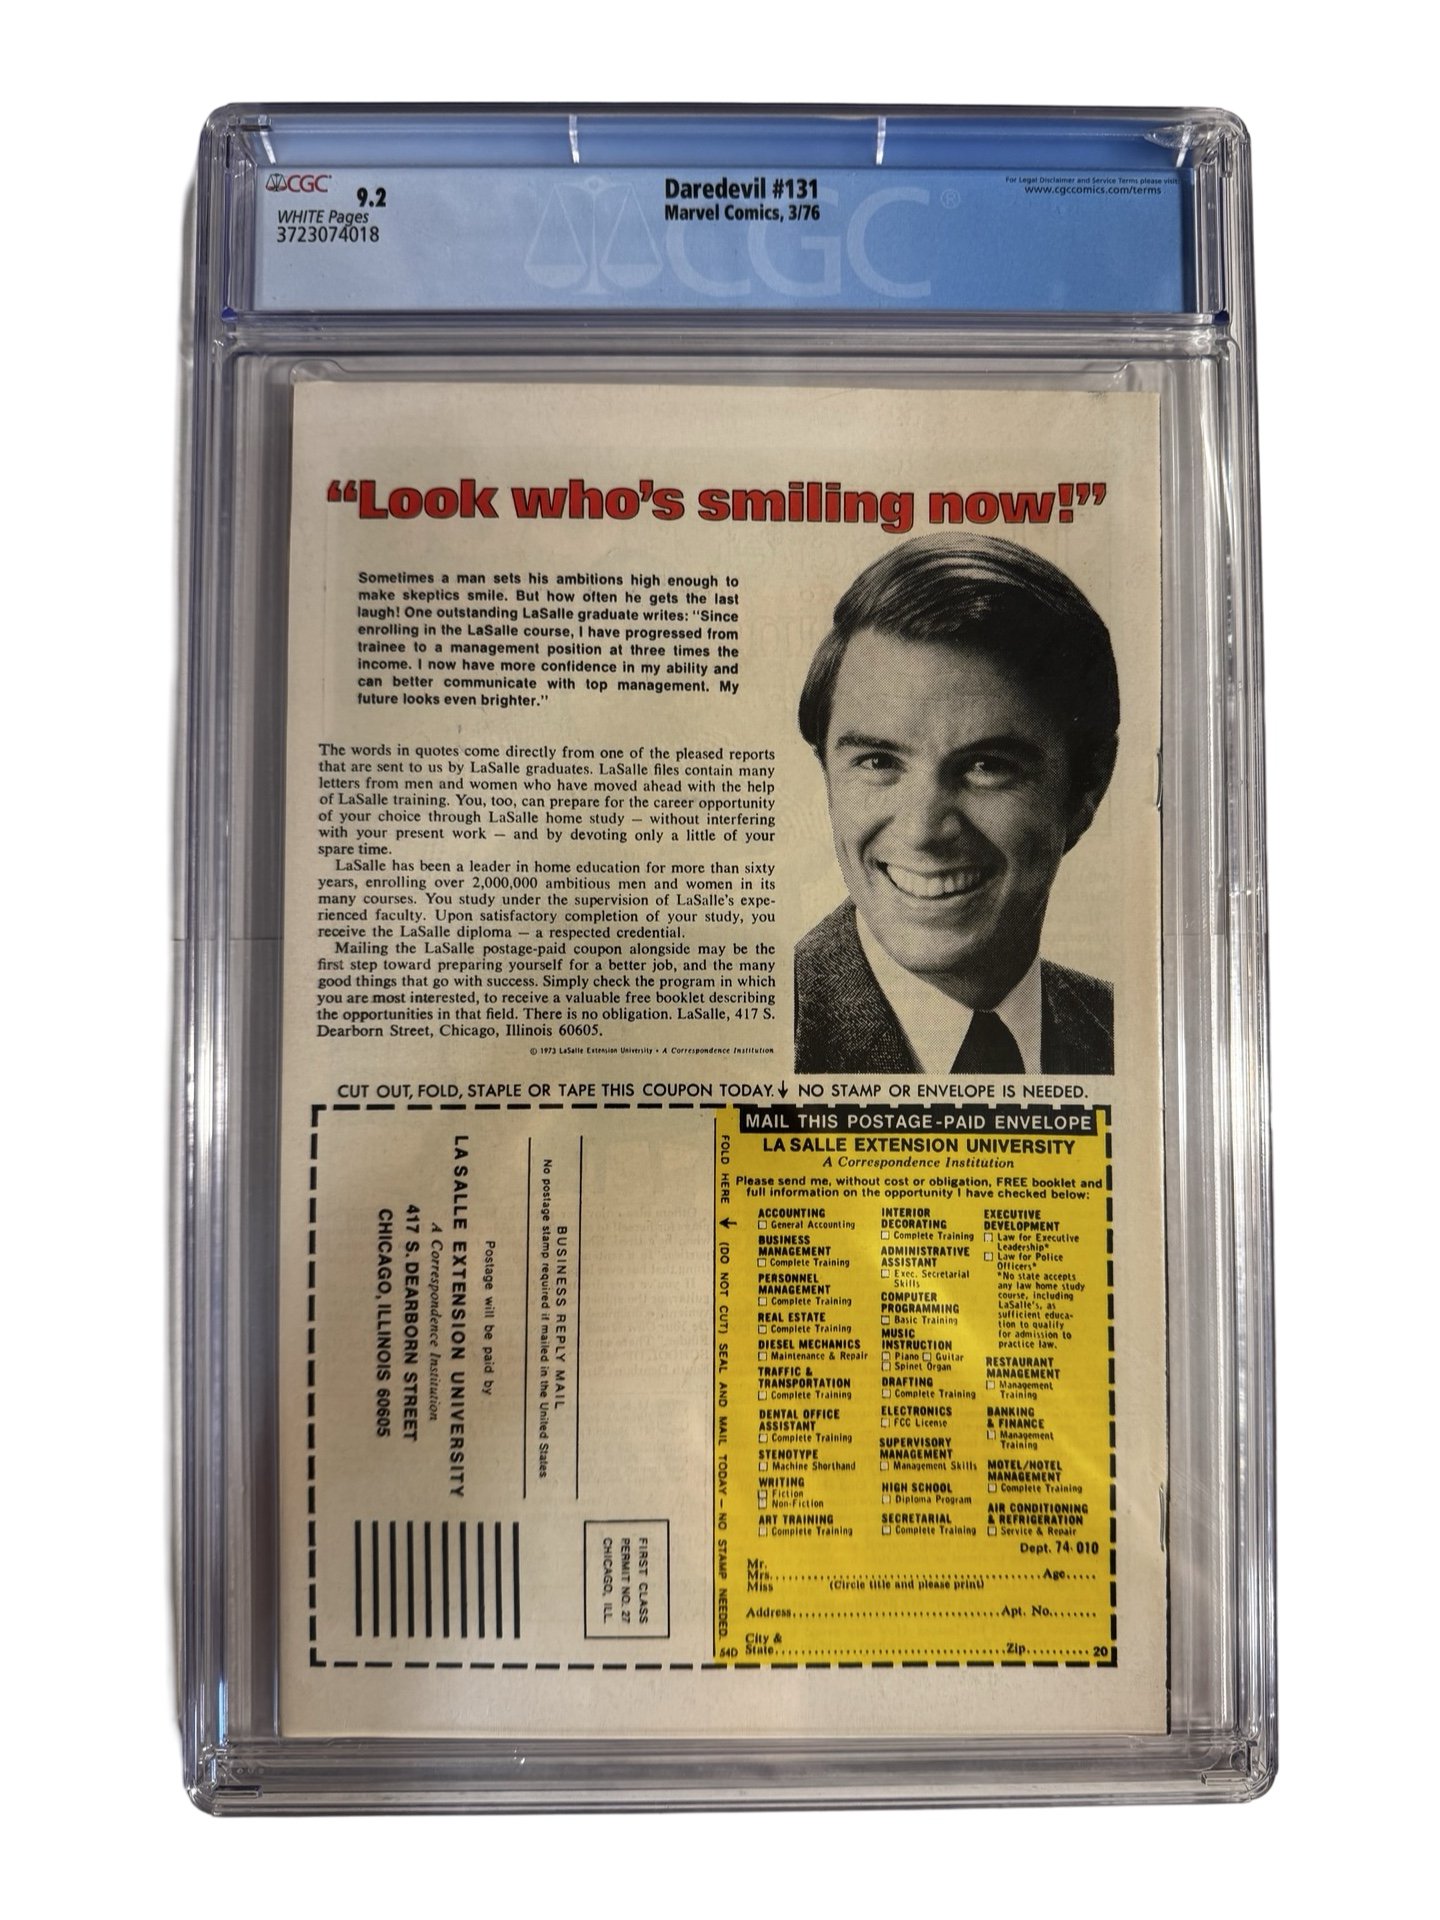 CGC
9.2
WHITE Pages
3723074018
Daredevil #131
Marvel Comics, 3/76
For Legal Disclaimer and Service Terms please visit
www.cgccomics.com/terms
CGC®
“Look who’s smiling now!”
Sometimes a man sets his ambitions high enough to
make skeptics smile. But how often he gets the last
laugh! One outstanding LaSalle graduate writes: "Since
enrolling in the LaSalle course, I have progressed from
trainee to a management position at three times the
income. I now have more confidence in my ability and
can better communicate with top management. My
future looks even brighter."
The words in quotes come directly from one of the pleased reports
that are sent to us by LaSalle graduates. LaSalle files contain many
letters from men and women who have moved ahead with the help
of LaSalle training. You, too, can prepare for the career opportunity
of your choice through LaSalle home study — without interfering
with your present work — and by devoting only a little of your
spare time.
LaSalle has been a leader in home education for more than sixty
years, enrolling over 2,000,000 ambitious men and women in its
many courses. You study under the supervision of LaSalle's expe-
rienced faculty. Upon satisfactory completion of your study, you
receive the LaSalle diploma — a respected credential.
Mailing the LaSalle postage-paid coupon alongside may be the
first step toward preparing yourself for a better job, and the many
good things that go with success. Simply check the program in which
you are most interested, to receive a valuable free booklet describing
the opportunities in that field. There is no obligation. LaSalle, 417 S.
Dearborn Street, Chicago, Illinois 60605.
© 1973 LaSalle Extension University • A Correspondence Institution
CUT OUT, FOLD, STAPLE OR TAPE THIS COUPON TODAY. NO STAMP OR ENVELOPE IS NEEDED.
BUSINESS REPLY MAIL
No postage stamp required if mailed in the United States
Postage will be paid by
LA SALLE EXTENSION UNIVERSITY
A Correspondence Institution
417 S. DEARBORN STREET
CHICAGO, ILLINOIS 60605
FIRST CLASS
PERMIT NO. 27
CHICAGO, ILL.
FOLD HERE (DO NOT CUT) SEAL AND MAIL TODAY — NO STAMP NEEDED.
54D
MAIL THIS POSTAGE-PAID ENVELOPE
LA SALLE EXTENSION UNIVERSITY
A Correspondence Institution
Please send me, without cost or obligation, FREE booklet and
full information on the opportunity I have checked below:
ACCOUNTING
General Accounting
BUSINESS
MANAGEMENT
Complete Training
PERSONNEL
MANAGEMENT
Complete Training
REAL ESTATE
Complete Training
DIESEL MECHANICS
Maintenance & Repair
TRAFFIC &
TRANSPORTATION
Complete Training
DENTAL OFFICE
ASSISTANT
Complete Training
STENOTYPE
Machine Shorthand
WRITING
Fiction
Non-Fiction
ART TRAINING
Complete Training
INTERIOR
DECORATING
Complete Training
ADMINISTRATIVE
ASSISTANT
Exec. Secretarial
Skills
COMPUTER
PROGRAMMING
Basic Training
MUSIC
INSTRUCTION
Piano Guitar
Spinet Organ
DRAFTING
Complete Training
ELECTRONICS
FCC License
SUPERVISORY
MANAGEMENT
Management Skills
HIGH SCHOOL
Diploma Program
SECRETARIAL
Complete Training
EXECUTIVE
DEVELOPMENT
Law for Executive
Leadership*
Law for Police
Officers*
*No state accepts
any law home study
course, including
LaSalle's, as
sufficient educa-
tion to qualify
for admission to
practice law.
RESTAURANT
MANAGEMENT
Management
Training
BANKING
& FINANCE
Management
Training
MOTEL/HOTEL
MANAGEMENT
Complete Training
AIR CONDITIONING
& REFRIGERATION
Service & Repair
Dept. 74-010
Mr.
Mrs. Age
Miss (Circle title and please print)
Address Apt. No.
City &
State Zip 20